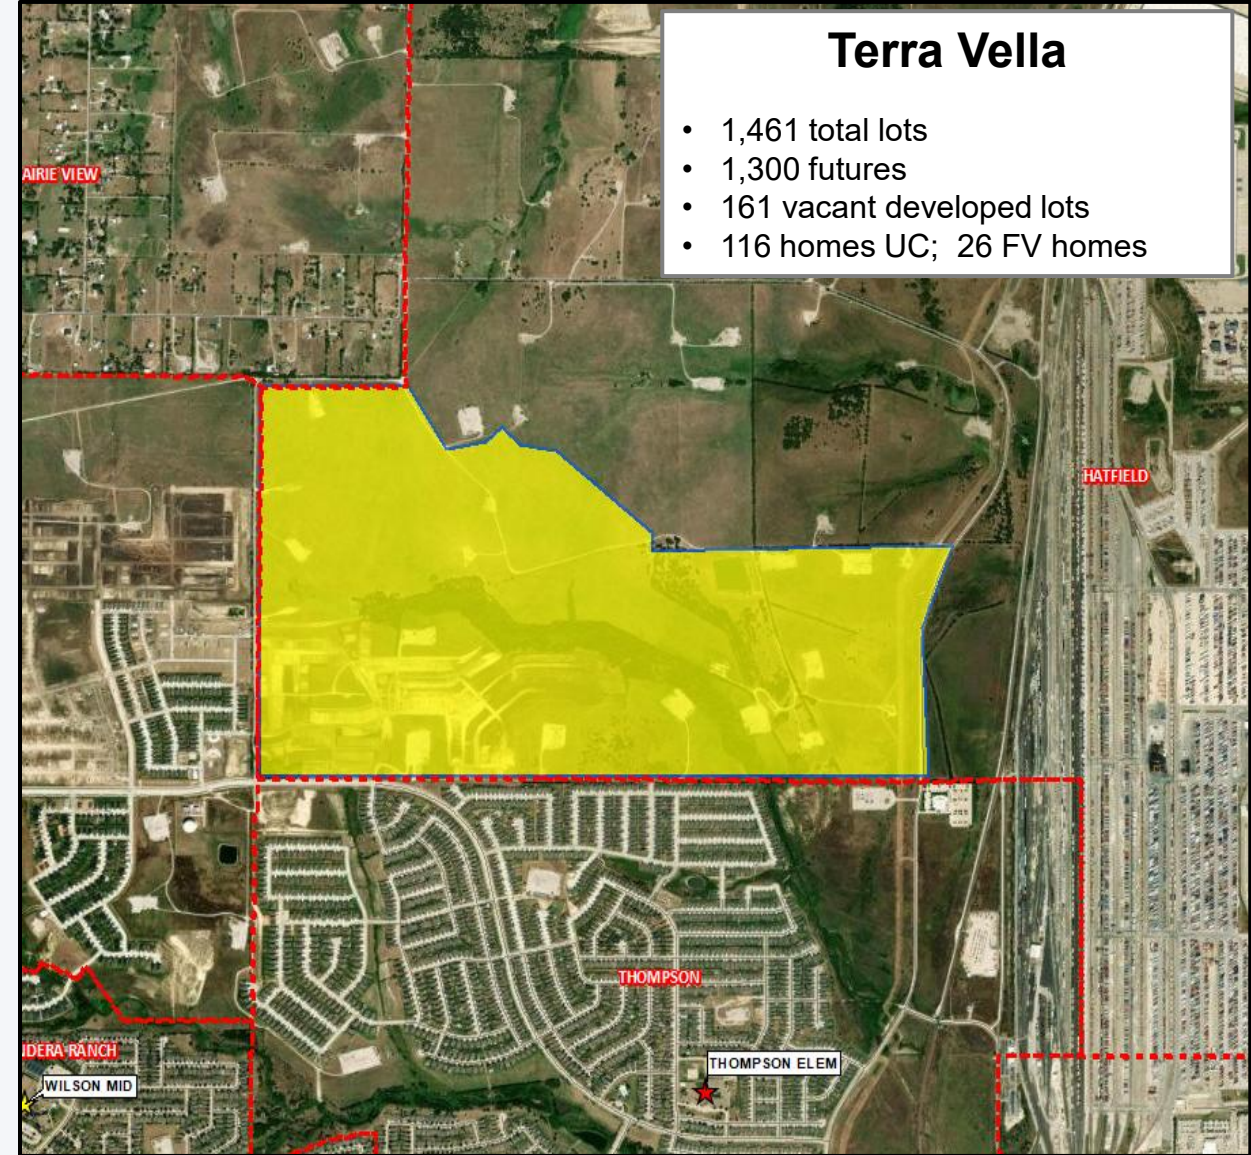 Terra Vella
• 1,461 total lots
• 1,300 futures
• 161 vacant developed lots
• 116 homes UC;  26 FV homes
AIRIE VIEW
HATFIELD
THOMPSON
NDERA RANCH
THOMPSON ELEM
WILSON MID